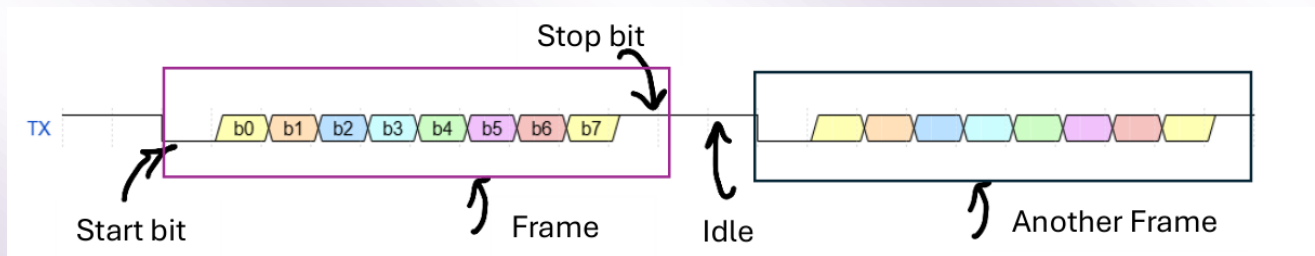 Stop bit
TX
b0 b1 b2 b3 b4 b5 b6 b7
Start bit
Frame
Idle
Another Frame